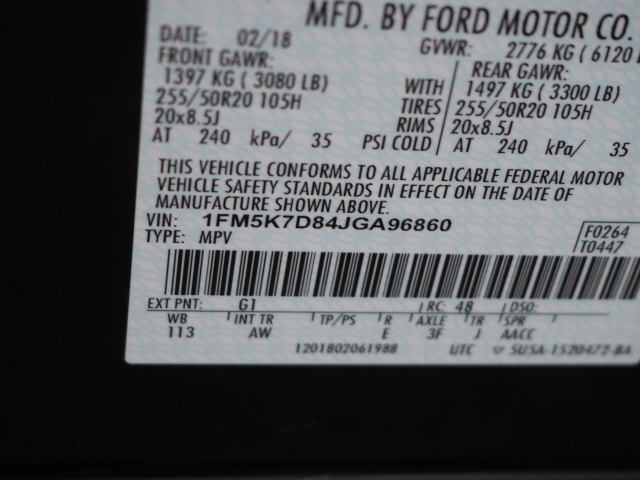 MFD. BY FORD MOTOR CO.
DATE: 02/18 GVWR: 2776 KG ( 6120
FRONT GAWR: REAR GAWR:
1397 KG ( 3080 LB) WITH 1497 KG ( 3300 LB)
255/50R20 105H TIRES 255/50R20 105H
20x8.5J RIMS 20x8.5J
AT 240 kPa/ 35 PSI COLD AT 240 kPa/ 35
THIS VEHICLE CONFORMS TO ALL APPLICABLE FEDERAL MOTOR
VEHICLE SAFETY STANDARDS IN EFFECT ON THE DATE OF
MANUFACTURE SHOWN ABOVE.
VIN: 1FM5K7D84JGA96860 F0264
TYPE: MPV T0447
EXT PNT: G1 RC: 48 DSO:
WB INT TR TP/PS R AXLE TR SPR
113 AW E 3F J AACC
1201802061988 UTC 5U5A-1520472-BA